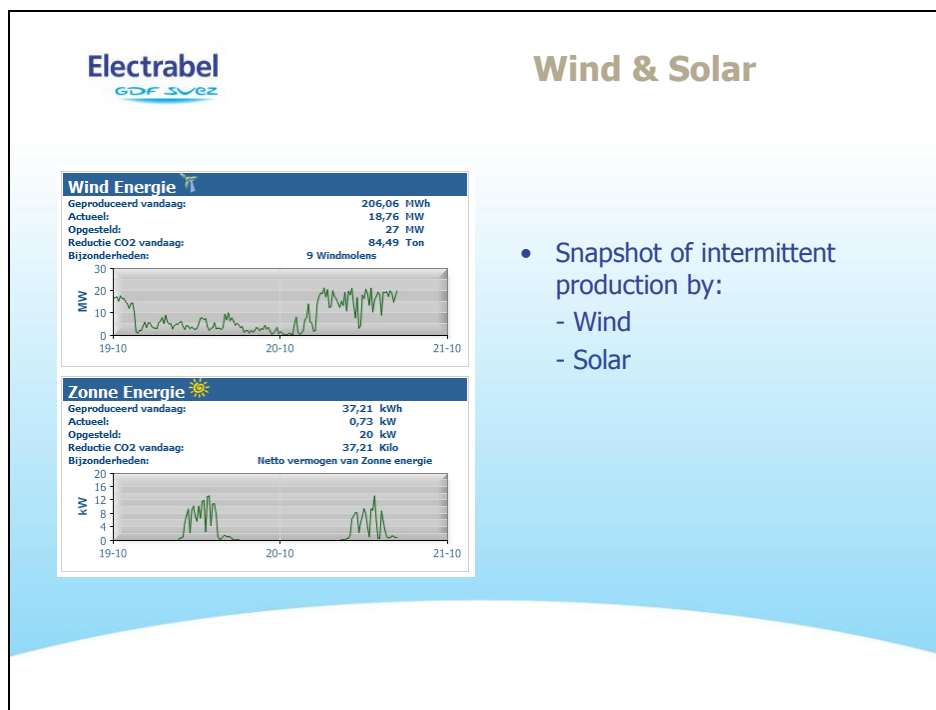 Electrabel
GDF SUEZ
Wind & Solar
Wind Energie
Geproduceerd vandaag: 206,06 MWh
Actueel: 18,76 MW
Opgesteld: 27 MW
Reductie CO2 vandaag: 84,49 Ton
Bijzonderheden: 9 Windmolens
30
20
10
0
MW
19-10 20-10 21-10
Zonne Energie
Geproduceerd vandaag: 37,21 kWh
Actueel: 0,73 kW
Opgesteld: 20 kW
Reductie CO2 vandaag: 37,21 Kilo
Bijzonderheden: Netto vermogen van Zonne energie
20
16
12
8
4
0
kW
19-10 20-10 21-10
• Snapshot of intermittent
production by:
- Wind
- Solar